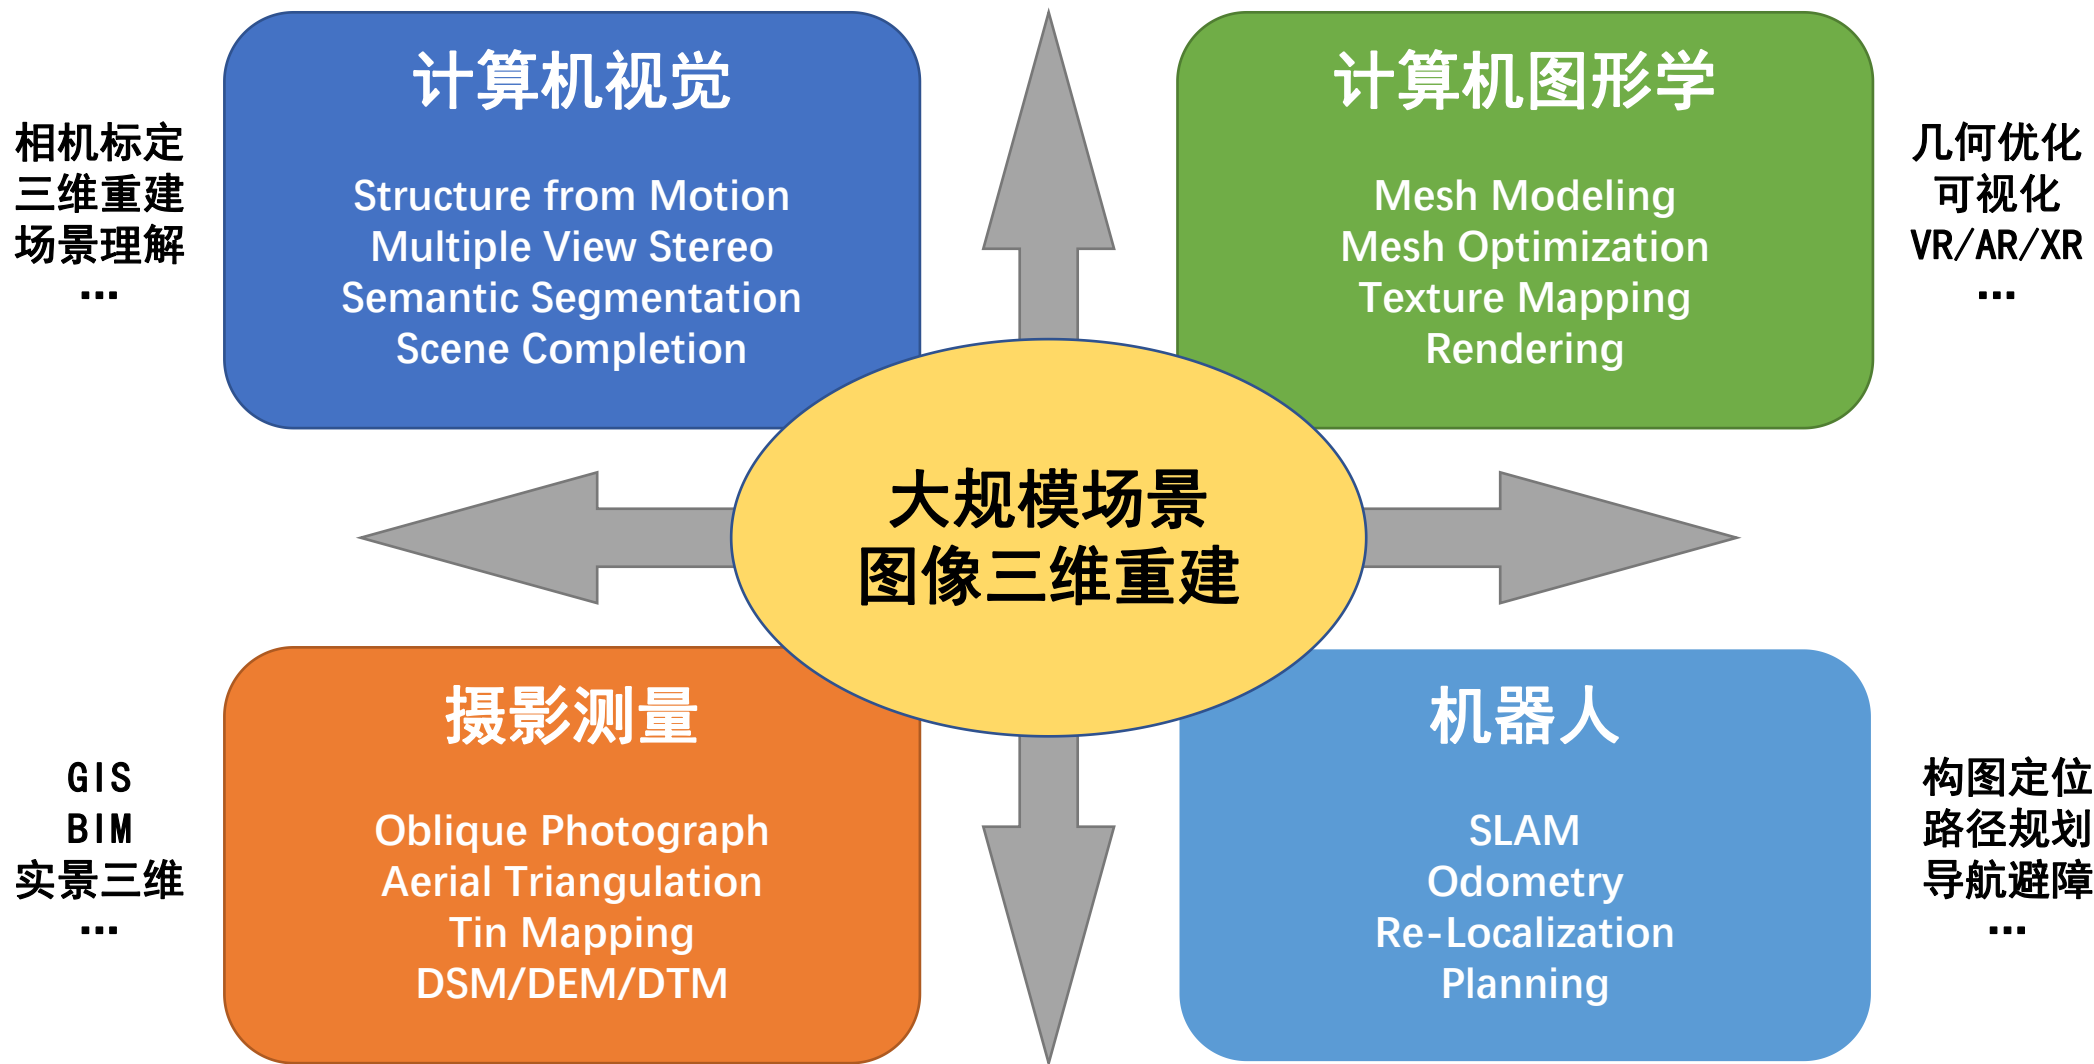 计算机视觉
Structure from Motion
Multiple View Stereo
Semantic Segmentation
Scene Completion
相机标定
三维重建
场景理解
...
计算机图形学
Mesh Modeling
Mesh Optimization
Texture Mapping
Rendering
几何优化
可视化
VR/AR/XR
...
大规模场景
图像三维重建
摄影测量
Oblique Photograph
Aerial Triangulation
Tin Mapping
DSM/DEM/DTM
GIS
BIM
实景三维
...
机器人
SLAM
Odometry
Re-Localization
Planning
构图定位
路径规划
导航避障
...